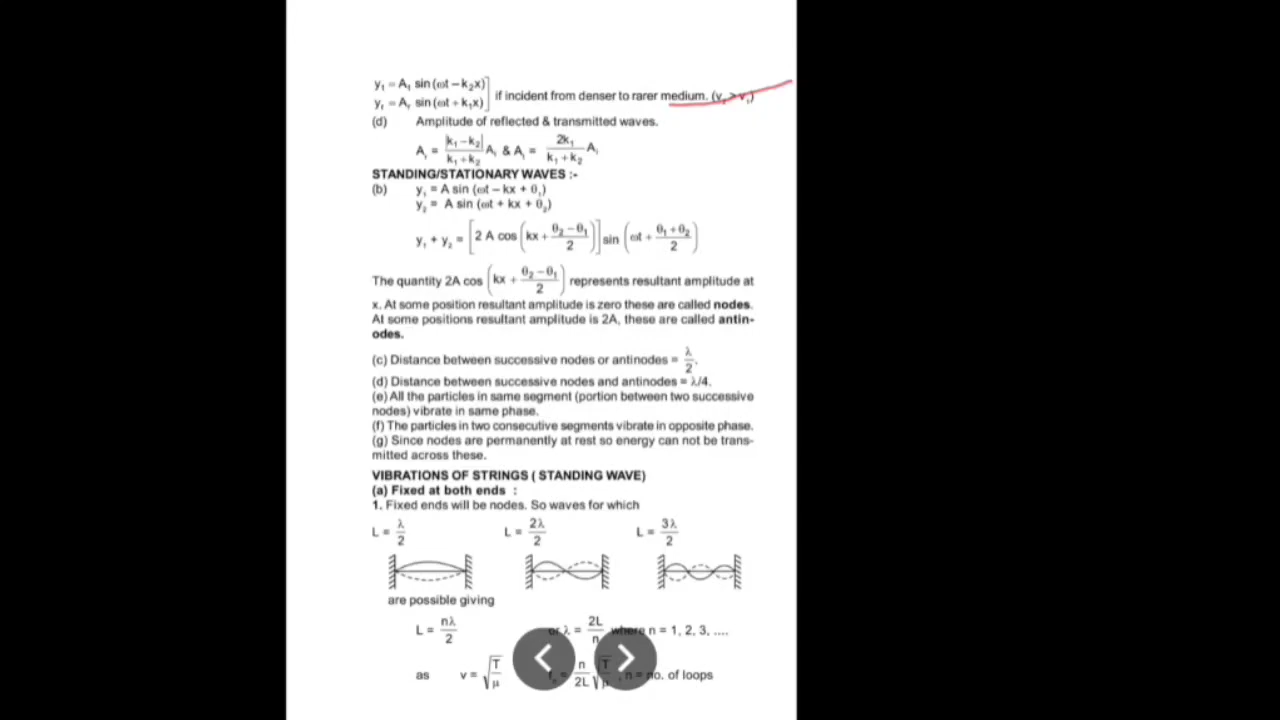 y₁ = A₁ sin (ωt – k₂x)
if incident from denser to rarer medium. (v₂ > v₁)
yᵣ = Aᵣ sin (ωt + k₁x)
(d) Amplitude of reflected & transmitted waves.
Aᵣ = |k₁ – k₂| / k₁ + k₂ Aᵢ & Aₜ = 2k₁ / k₁ + k₂ Aᵢ
STANDING/STATIONARY WAVES :-
(b) y₁ = A sin (ωt – kx + θ₁)
y₂ = A sin (ωt + kx + θ₂)
y₁ + y₂ = [2 A cos (kx + θ₂ – θ₁ / 2)] sin (ωt + θ₁ + θ₂ / 2)
The quantity 2A cos (kx + θ₂ – θ₁ / 2) represents resultant amplitude at
x. At some position resultant amplitude is zero these are called nodes.
At some positions resultant amplitude is 2A, these are called antin-
odes.
(c) Distance between successive nodes or antinodes = λ/2.
(d) Distance between successive nodes and antinodes = λ/4.
(e) All the particles in same segment (portion between two successive
nodes) vibrate in same phase.
(f) The particles in two consecutive segments vibrate in opposite phase.
(g) Since nodes are permanently at rest so energy can not be trans-
mitted across these.
VIBRATIONS OF STRINGS ( STANDING WAVE)
(a) Fixed at both ends :
1. Fixed ends will be nodes. So waves for which
L = λ/2 L = 2λ/2 L = 3λ/2
are possible giving
L = nλ/2 or λ = 2L/n where n = 1, 2, 3, ....
as v = √T/μ = n/2L √T/μ , n = no. of loops